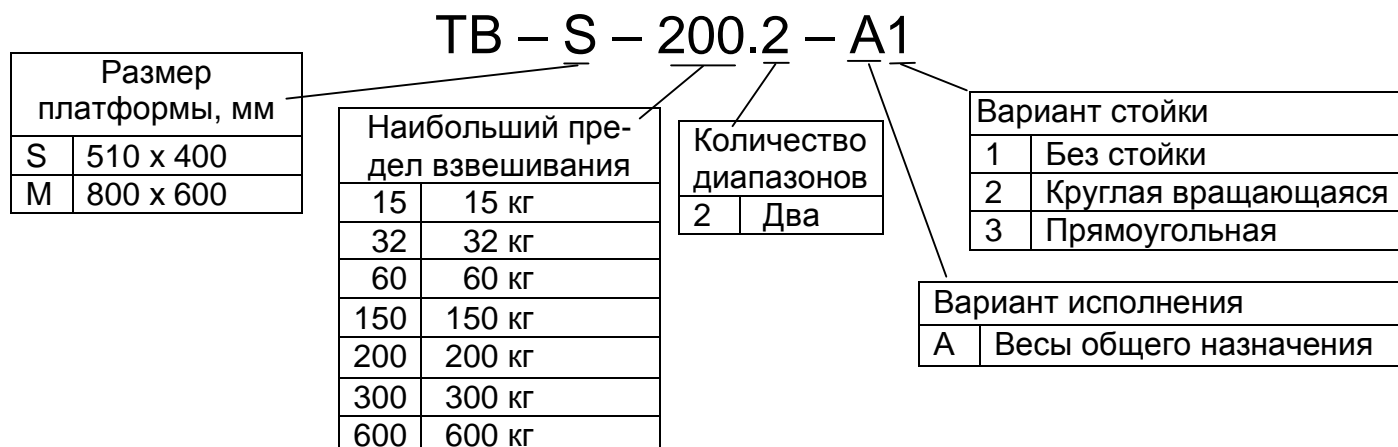 ТВ – S – 200.2 – А1
Размер
платформы, мм
S 510 х 400
M 800 х 600
Наибольший пре-
дел взвешивания
15 15 кг
32 32 кг
60 60 кг
150 150 кг
200 200 кг
300 300 кг
600 600 кг
Количество
диапазонов
2 Два
Вариант стойки
1 Без стойки
2 Круглая вращающаяся
3 Прямоугольная
Вариант исполнения
А Весы общего назначения